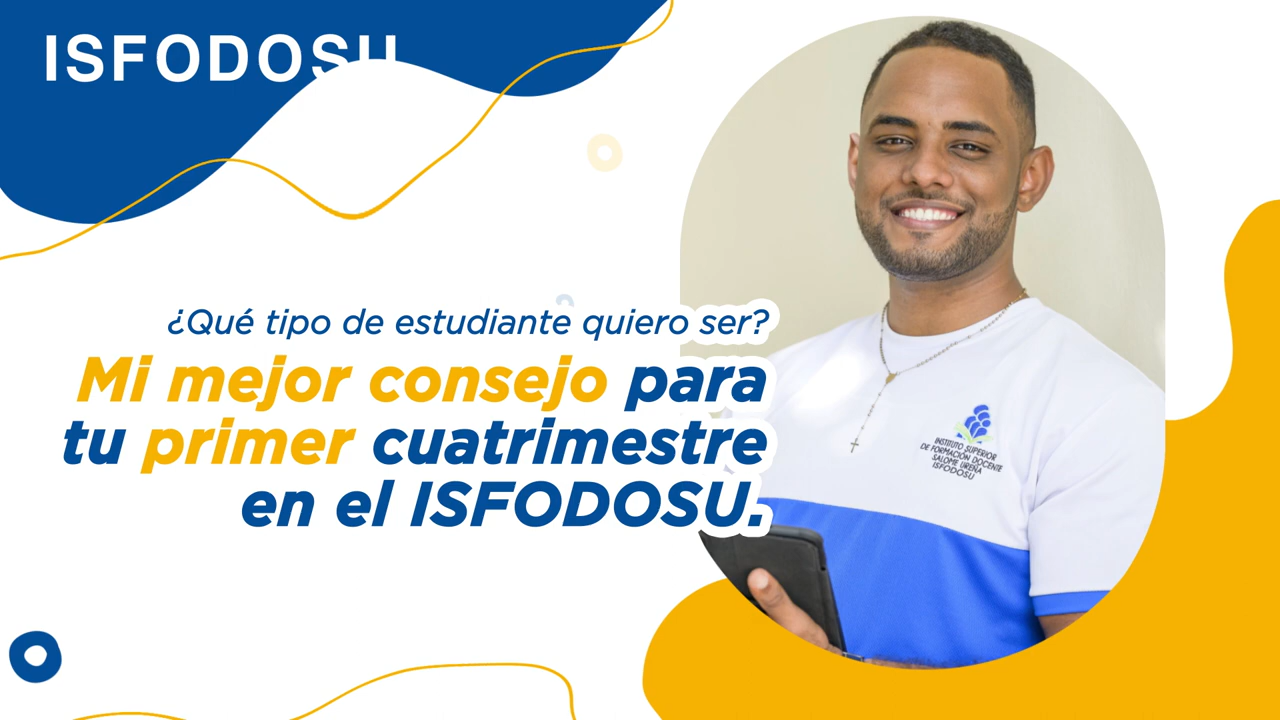 ISFODOSU
¿Qué tipo de estudiante quiero ser?
Mi mejor consejo para
tu primer cuatrimestre
en el ISFODOSU.
INSTITUTO SUPERIOR
DE FORMACIÓN DOCENTE
SALOMÉ UREÑA
ISFODOSU